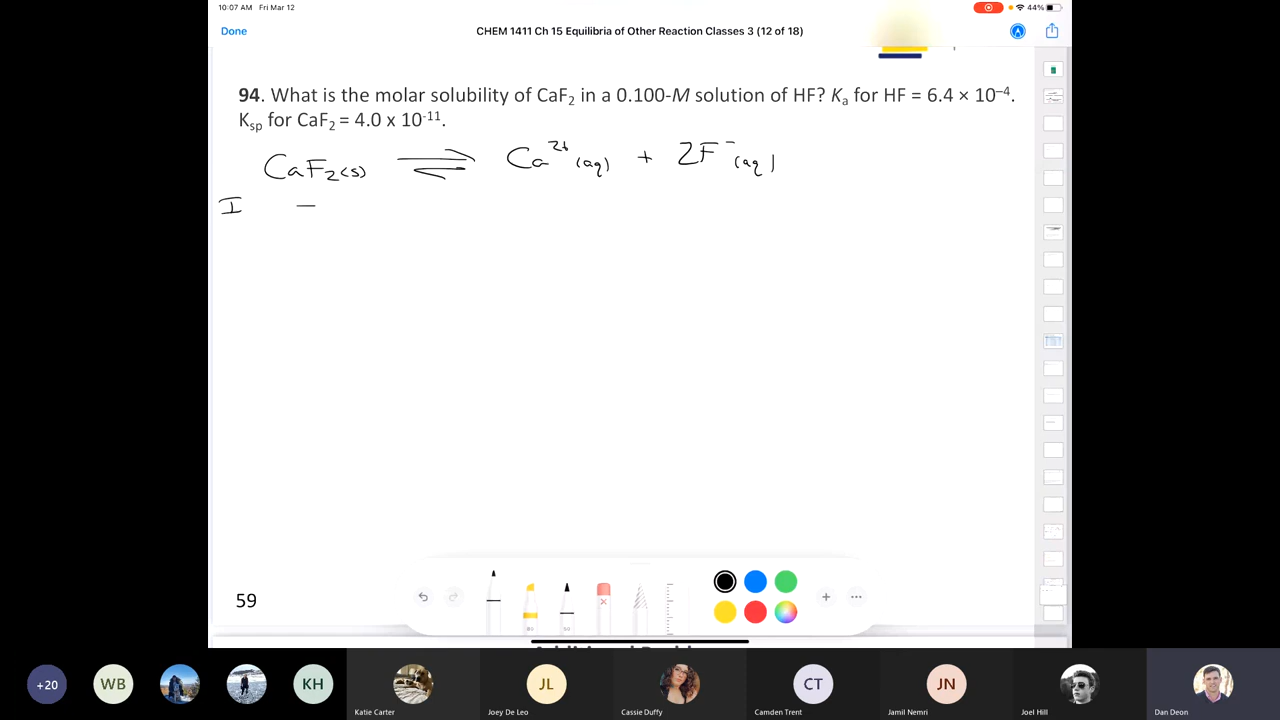 10:07 AM Fri Mar 12
44%
Done
CHEM 1411 Ch 15 Equilibria of Other Reaction Classes 3 (12 of 18)
94. What is the molar solubility of CaF₂ in a 0.100-M solution of HF? Kₐ for HF = 6.4 × 10⁻⁴.
Ksp for CaF₂ = 4.0 x 10⁻¹¹.
CaF₂(s) ⇌ Ca²⁺(aq) + 2F⁻(aq)
I –
59
+20
WB
KH
JL
CT
JN
Katie Carter
Joey De Leo
Cassie Duffy
Camden Trent
Jamil Nemri
Joel Hill
Dan Deon